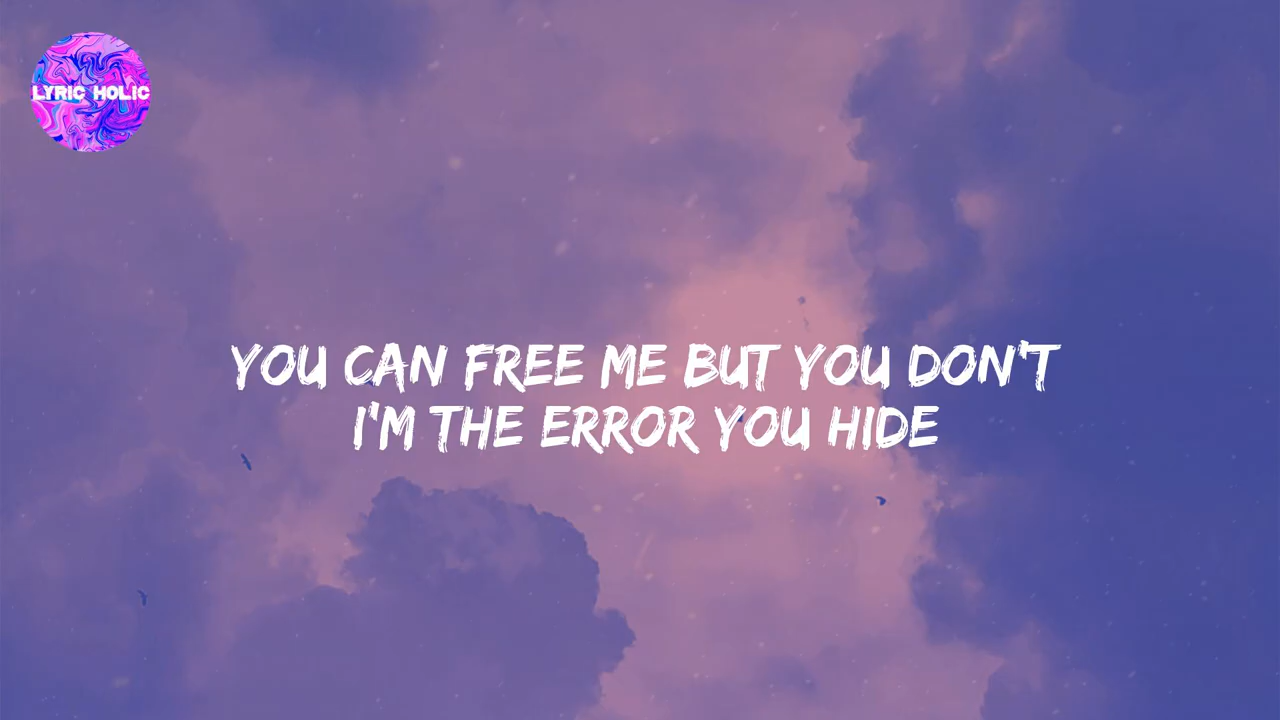 LYRIC HOLIC
YOU CAN FREE ME BUT YOU DON'T
I'M THE ERROR YOU HIDE